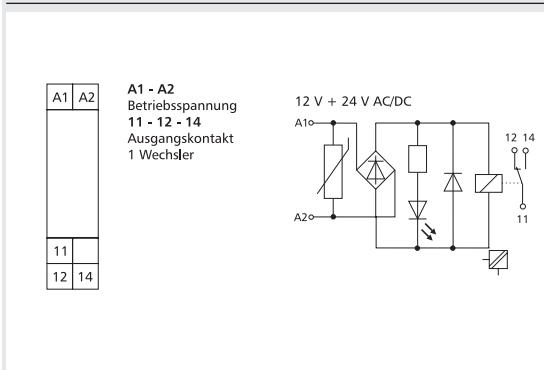 A1 A2
11
12 14
A1 - A2
Betriebsspannung
11 - 12 - 14
Ausgangskontakt
1 Wechsler
12 V + 24 V AC/DC
A1
A2
12 14
11